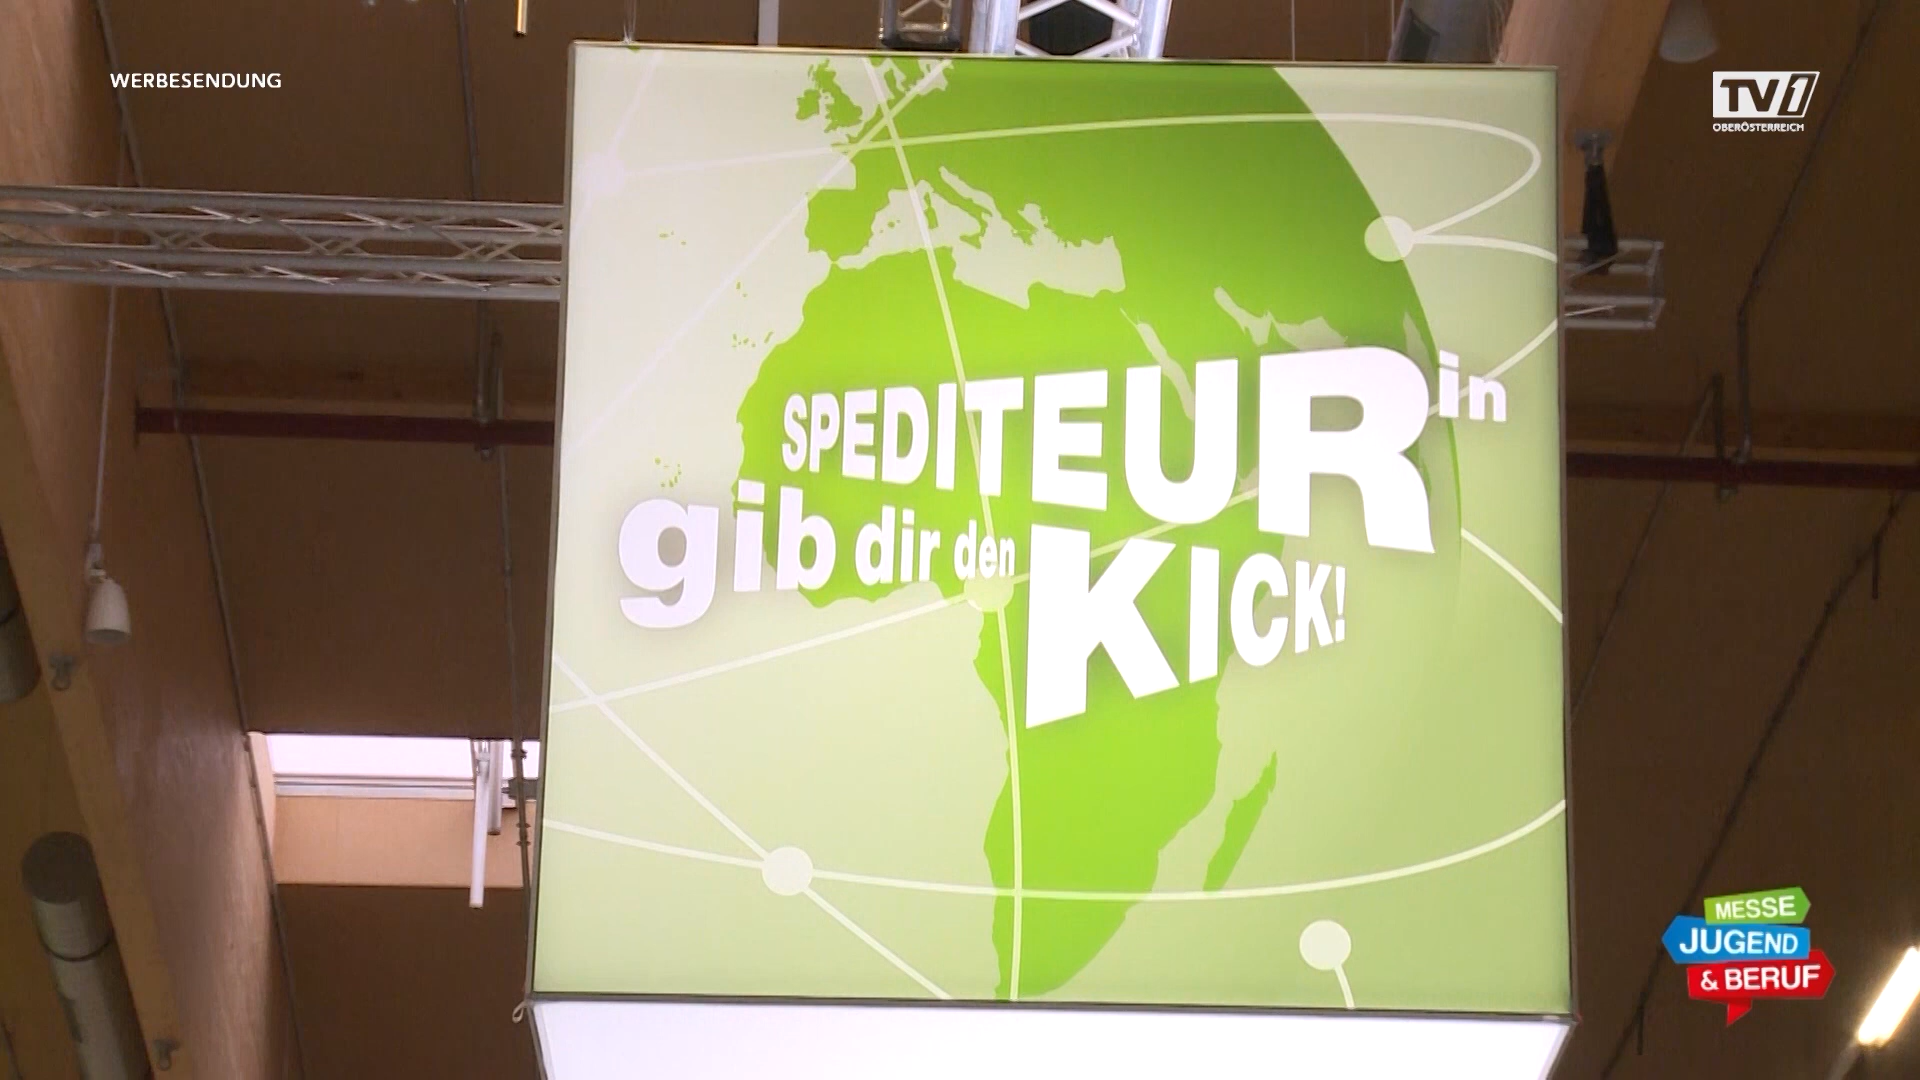 WERBESENDUNG
TV1
OBERÖSTERREICH
SPEDITEURin
gib dir den
KICK!
MESSE
JUGEND
& BERUF